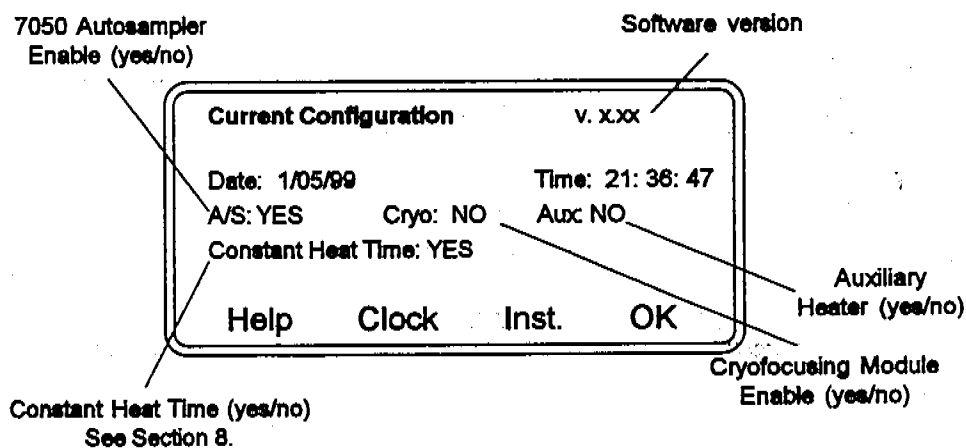 7050 Autosampler
Enable (yes/no)
Software version
Current Configuration v. x.xx
Date: 1/05/99 Time: 21: 36: 47
A/S: YES Cryo: NO Aux: NO
Constant Heat Time: YES
Help Clock Inst. OK
Auxiliary
Heater (yes/no)
Cryofocusing Module
Enable (yes/no)
Constant Heat Time (yes/no)
See Section 8.